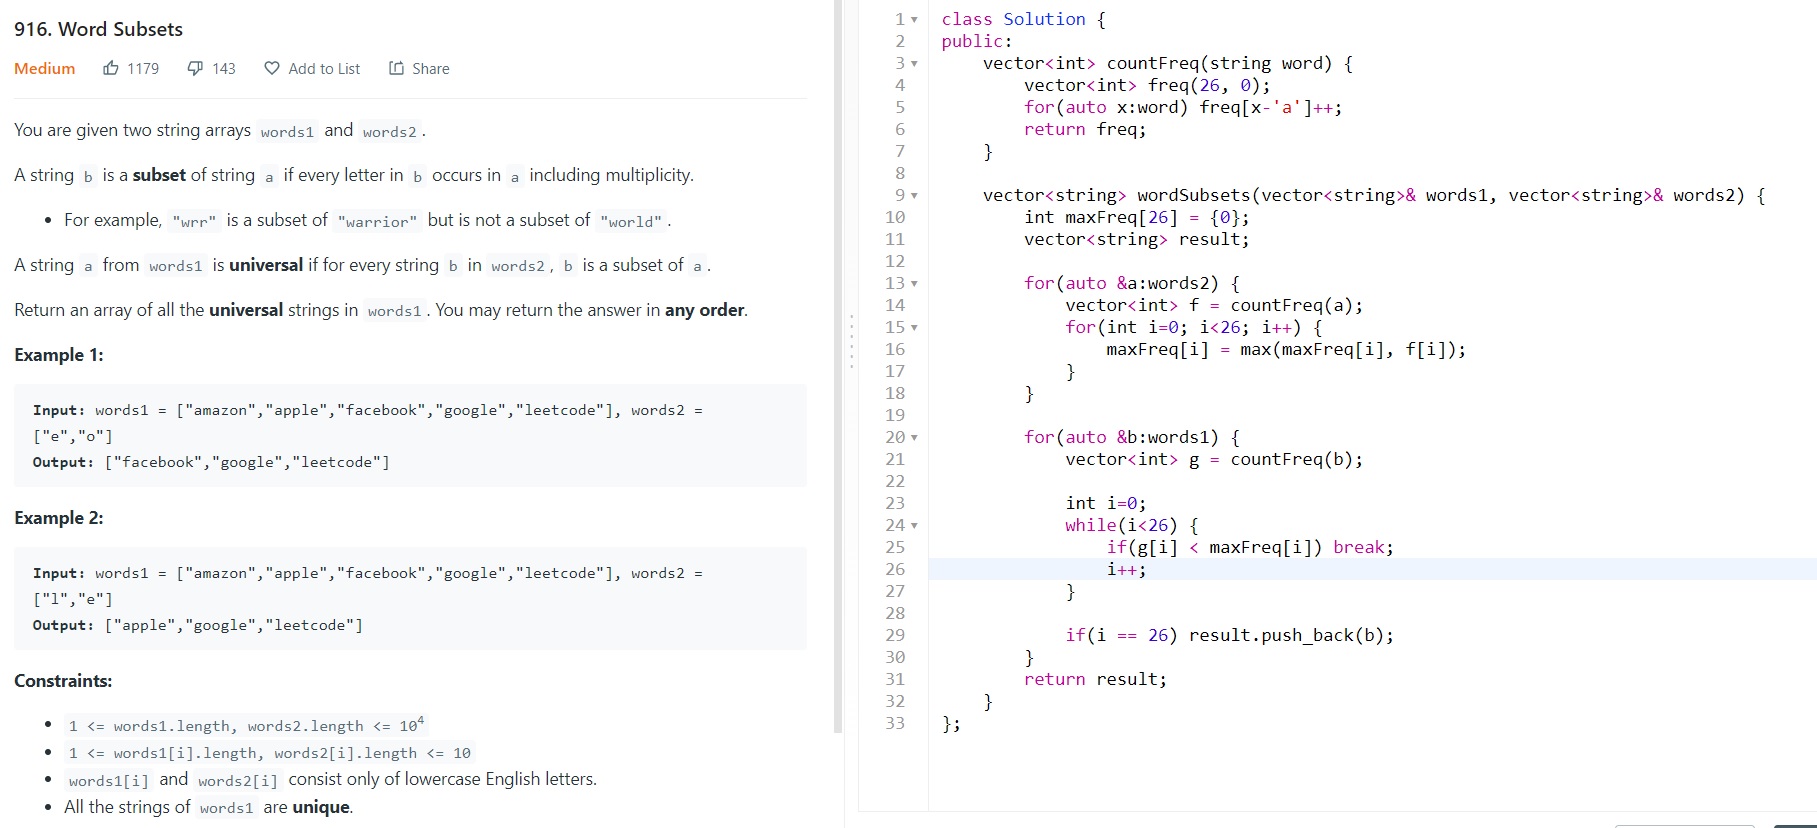 916. Word Subsets
Medium 1179 143 Add to List Share
You are given two string arrays words1 and words2 .
A string b is a subset of string a if every letter in b occurs in a including multiplicity.
• For example, "wrr" is a subset of "warrior" but is not a subset of "world" .
A string a from words1 is universal if for every string b in words2 , b is a subset of a .
Return an array of all the universal strings in words1 . You may return the answer in any order.
Example 1:
Input: words1 = ["amazon","apple","facebook","google","leetcode"], words2 =
["e","o"]
Output: ["facebook","google","leetcode"]
Example 2:
Input: words1 = ["amazon","apple","facebook","google","leetcode"], words2 =
["l","e"]
Output: ["apple","google","leetcode"]
Constraints:
• 1 <= words1.length, words2.length <= 10⁴
• 1 <= words1[i].length, words2[i].length <= 10
• words1[i] and words2[i] consist only of lowercase English letters.
• All the strings of words1 are unique.
1 class Solution {
2 public:
3 vector<int> countFreq(string word) {
4 vector<int> freq(26, 0);
5 for(auto x:word) freq[x-'a']++;
6 return freq;
7 }
8
9 vector<string> wordSubsets(vector<string>& words1, vector<string>& words2) {
10 int maxFreq[26] = {0};
11 vector<string> result;
12
13 for(auto &a:words2) {
14 vector<int> f = countFreq(a);
15 for(int i=0; i<26; i++) {
16 maxFreq[i] = max(maxFreq[i], f[i]);
17 }
18 }
19
20 for(auto &b:words1) {
21 vector<int> g = countFreq(b);
22
23 int i=0;
24 while(i<26) {
25 if(g[i] < maxFreq[i]) break;
26 i++;
27 }
28
29 if(i == 26) result.push_back(b);
30 }
31 return result;
32 }
33 };